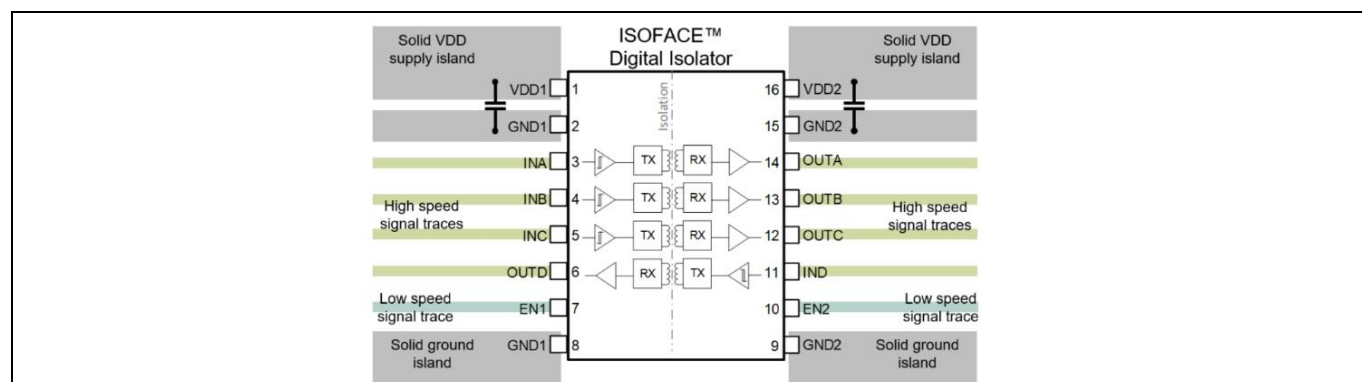 ISOFACE™
Digital Isolator
Solid VDD
supply island
Solid VDD
supply island
VDD1 1
16 VDD2
GND1 2
15 GND2
Isolation
INA 3 TX RX 14 OUTA
INB 4 TX RX 13 OUTB
High speed
signal traces
High speed
signal traces
INC 5 TX RX 12 OUTC
OUTD 6 RX TX 11 IND
Low speed
signal trace
EN1 7
10 EN2
Low speed
signal trace
Solid ground
island
GND1 8
9 GND2
Solid ground
island